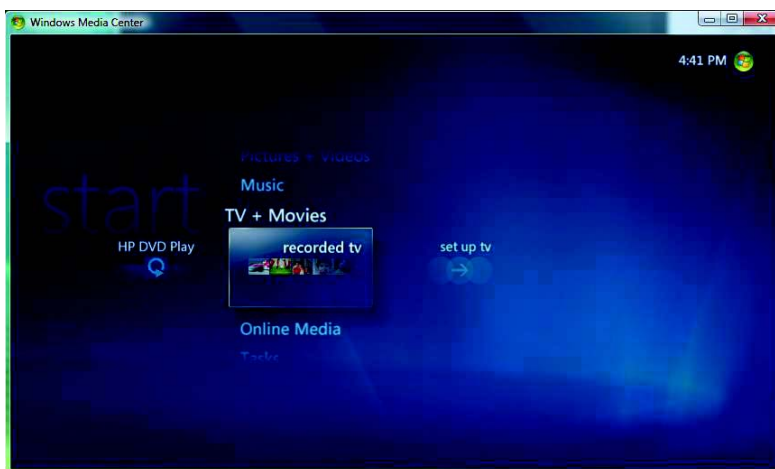 Windows Media Center
4:41 PM
Pictures + Videos
start
Music
TV + Movies
HP DVD Play
recorded tv
set up tv
Online Media
Tasks